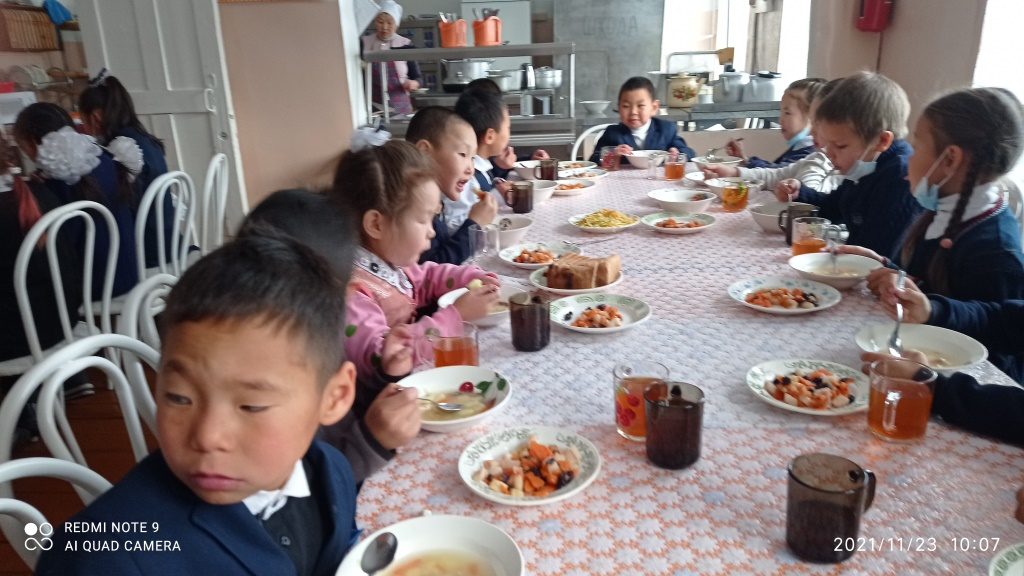 REDMI NOTE 9
AI QUAD CAMERA
2021/11/23 10:07